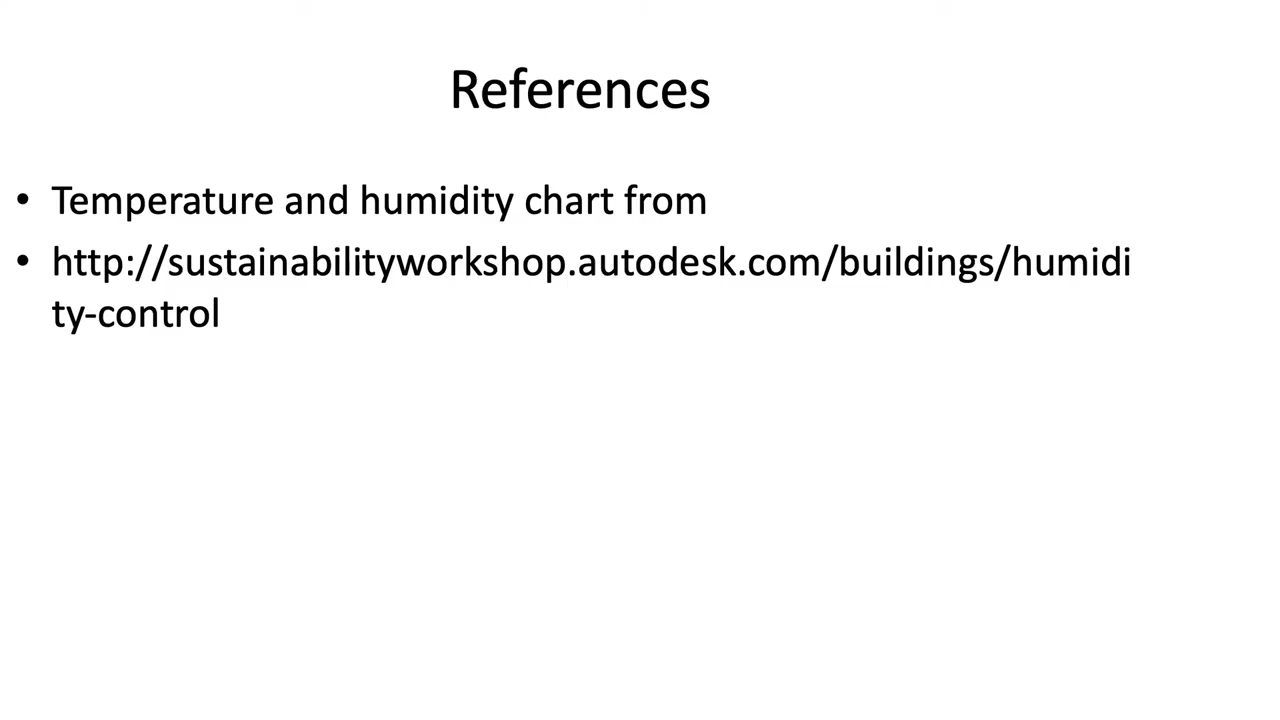 References
• Temperature and humidity chart from
• http://sustainabilityworkshop.autodesk.com/buildings/humidi
ty-control